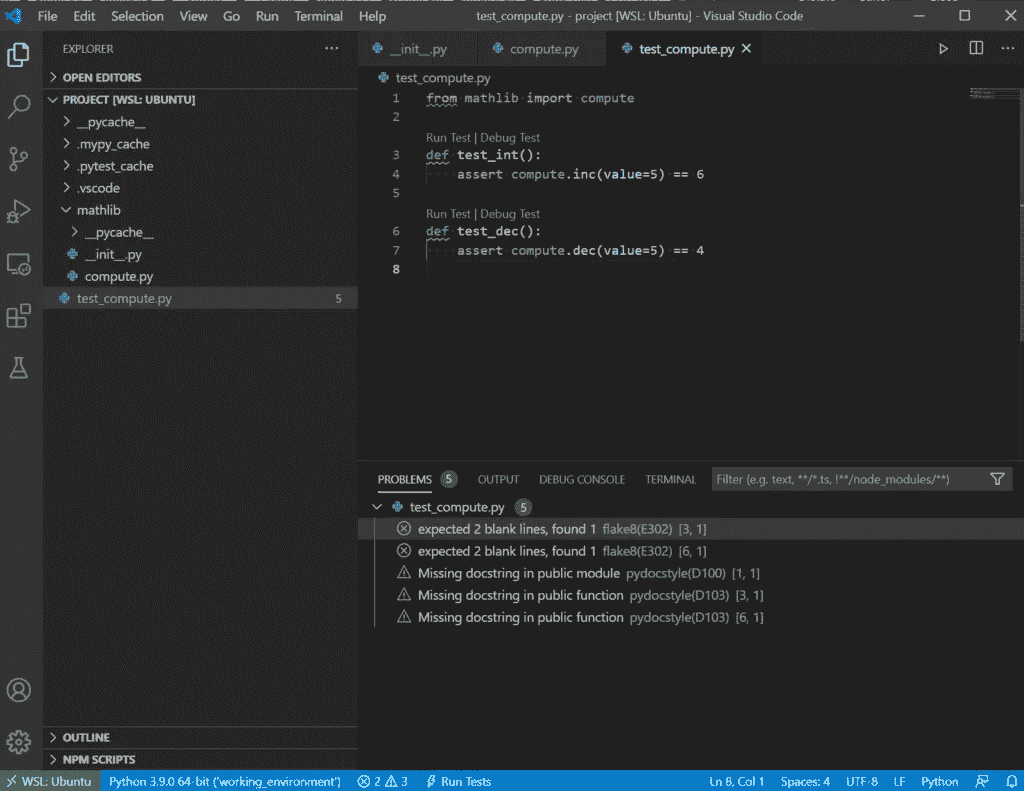 File Edit Selection View Go Run Terminal Help test_compute.py - project [WSL: Ubuntu] - Visual Studio Code
EXPLORER
OPEN EDITORS
PROJECT [WSL: UBUNTU]
__pycache__
.mypy_cache
.pytest_cache
.vscode
mathlib
__pycache__
__init__.py
compute.py
test_compute.py 5
OUTLINE
NPM SCRIPTS
__init__.py compute.py test_compute.py
test_compute.py
1 from mathlib import compute
2
Run Test | Debug Test
3 def test_int():
4 assert compute.inc(value=5) == 6
5
Run Test | Debug Test
6 def test_dec():
7 assert compute.dec(value=5) == 4
8
PROBLEMS 5 OUTPUT DEBUG CONSOLE TERMINAL Filter (e.g. text, **/*.ts, !**/node_modules/**)
test_compute.py 5
expected 2 blank lines, found 1 flake8(E302) [3, 1]
expected 2 blank lines, found 1 flake8(E302) [6, 1]
Missing docstring in public module pydocstyle(D100) [1, 1]
Missing docstring in public function pydocstyle(D103) [3, 1]
Missing docstring in public function pydocstyle(D103) [6, 1]
WSL: Ubuntu Python 3.9.0 64-bit ('working_environment') 2 3 Run Tests Ln 8, Col 1 Spaces: 4 UTF-8 LF Python